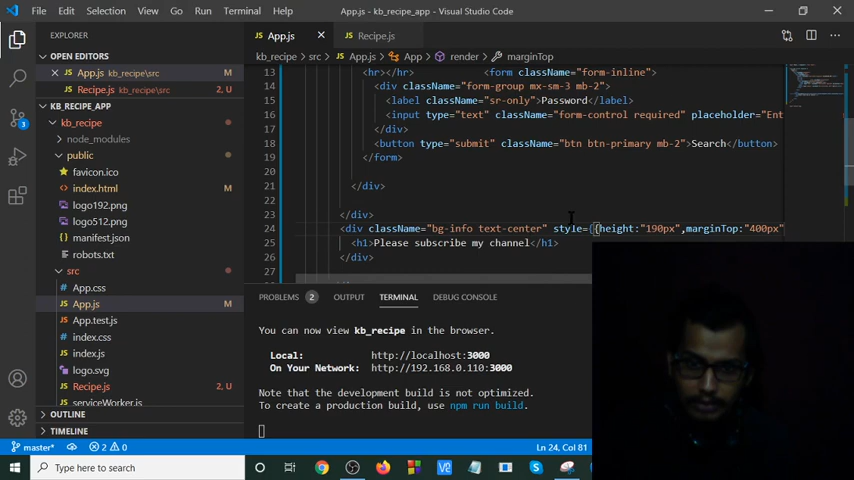 File Edit Selection View Go Run Terminal Help App.js - kb_recipe_app - Visual Studio Code
EXPLORER
OPEN EDITORS
App.js kb_recipe\src M
Recipe.js kb_recipe\src 2, U
KB_RECIPE_APP
kb_recipe
node_modules
public
favicon.ico
index.html
logo192.png
logo512.png
manifest.json
robots.txt
src
App.css
App.js M
App.test.js
index.css
index.js
logo.svg
Recipe.js 2, U
serviceWorker.js
OUTLINE
TIMELINE
3
App.js Recipe.js
kb_recipe > src > App.js > App > render > marginTop
13 <hr></hr> <form className="form-inline">
14 <div className="form-group mx-sm-3 mb-2">
15 <label className="sr-only">Password</label>
16 <input type="text" className="form-control required" placeholder="Ent
17 </div>
18 <button type="submit" className="btn btn-primary mb-2">Search</button>
19 </form>
20
21 </div>
22
23 </div>
24 <div className="bg-info text-center" style={{height:"190px",marginTop:"400px"
25 <h1>Please subscribe my channel</h1>
26 </div>
27
PROBLEMS 2 OUTPUT TERMINAL DEBUG CONSOLE
You can now view kb_recipe in the browser.
Local: http://localhost:3000
On Your Network: http://192.168.0.110:3000
Note that the development build is not optimized.
To create a production build, use npm run build.
master* 2 0 Ln 24, Col 81
Type here to search